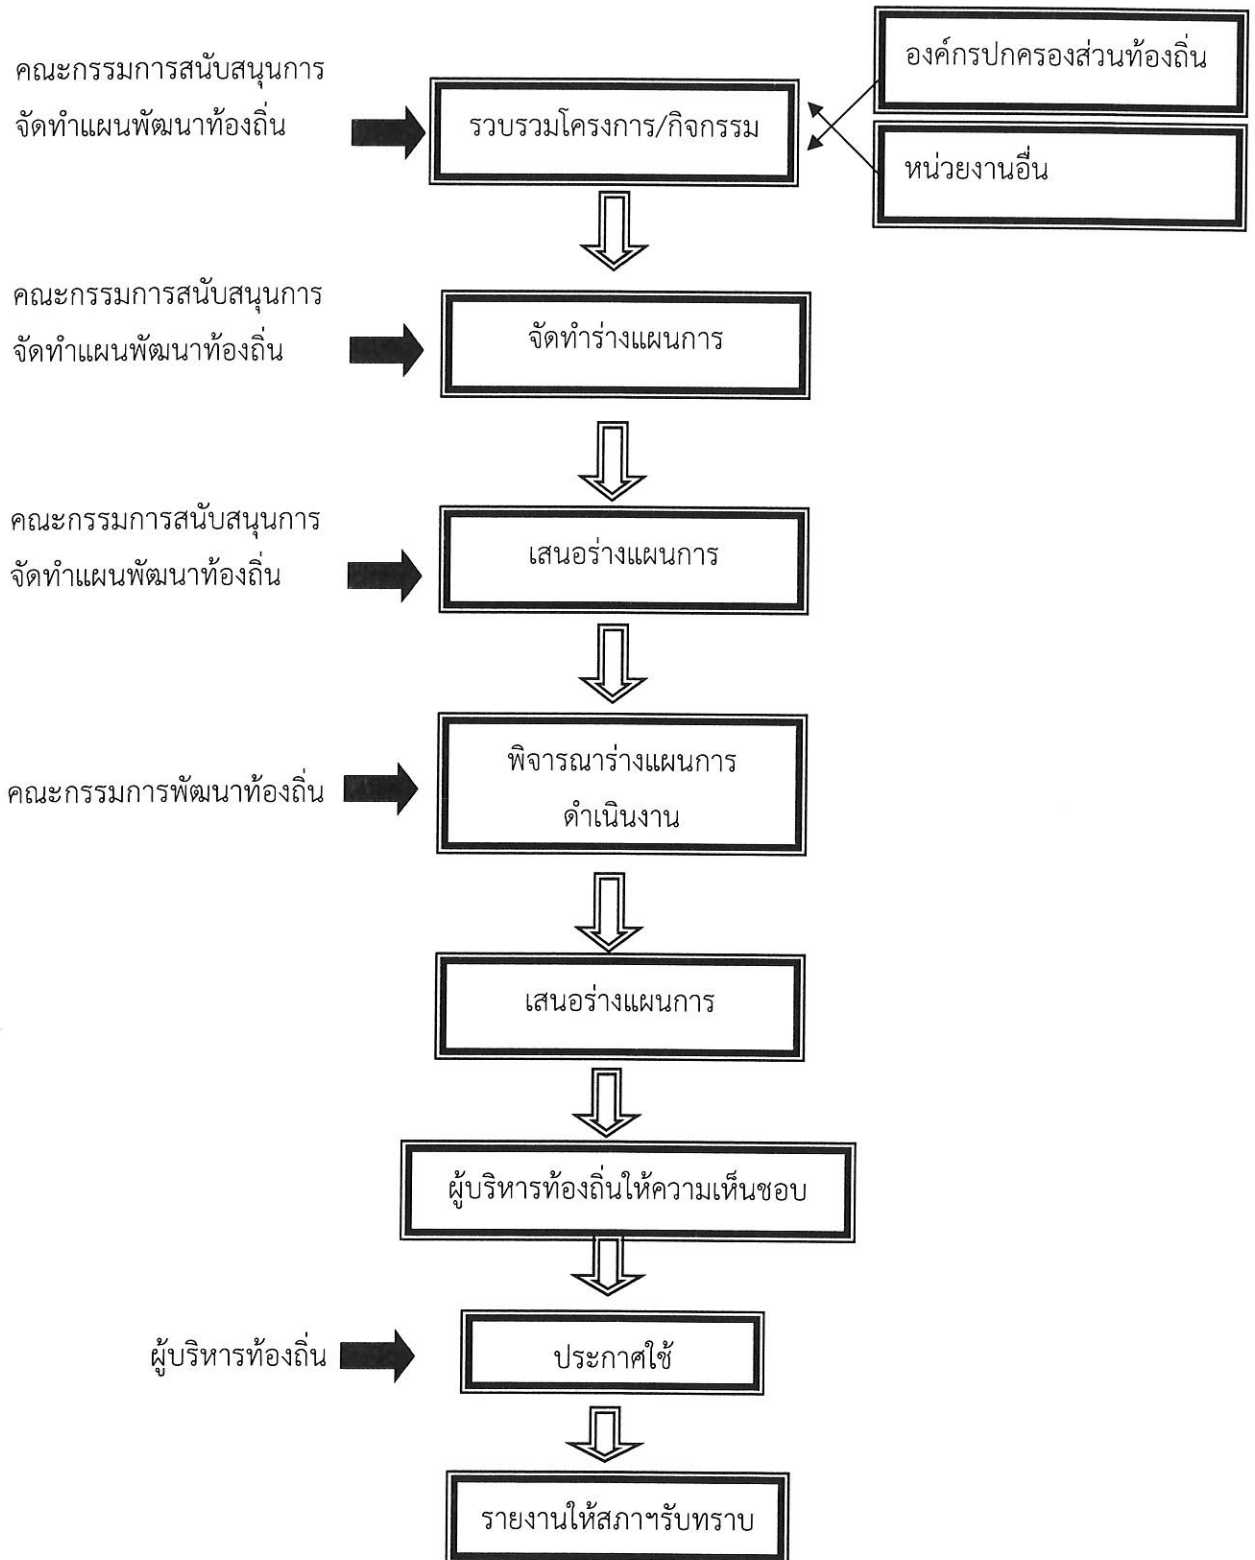 องค์กรปกครองส่วนท้องถิ่น
คณะกรรมการสนับสนุนการ
จัดทำแผนพัฒนาท้องถิ่น
รวบรวมโครงการ/กิจกรรม
หน่วยงานอื่น
คณะกรรมการสนับสนุนการ
จัดทำแผนพัฒนาท้องถิ่น
จัดทำร่างแผนการ
คณะกรรมการสนับสนุนการ
จัดทำแผนพัฒนาท้องถิ่น
เสนอร่างแผนการ
คณะกรรมการพัฒนาท้องถิ่น
พิจารณาร่างแผนการ
ดำเนินงาน
เสนอร่างแผนการ
ผู้บริหารท้องถิ่นให้ความเห็นชอบ
ผู้บริหารท้องถิ่น
ประกาศใช้
รายงานให้สภาฯรับทราบ